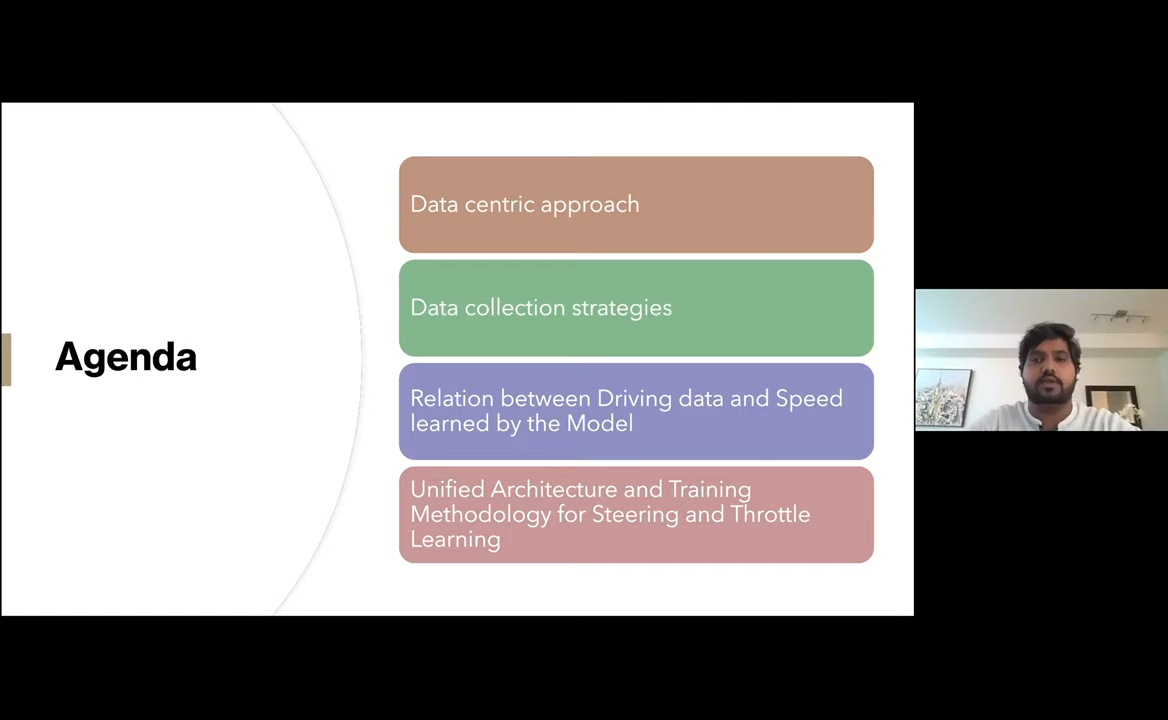 Agenda
Data centric approach
Data collection strategies
Relation between Driving data and Speed
learned by the Model
Unified Architecture and Training
Methodology for Steering and Throttle
Learning